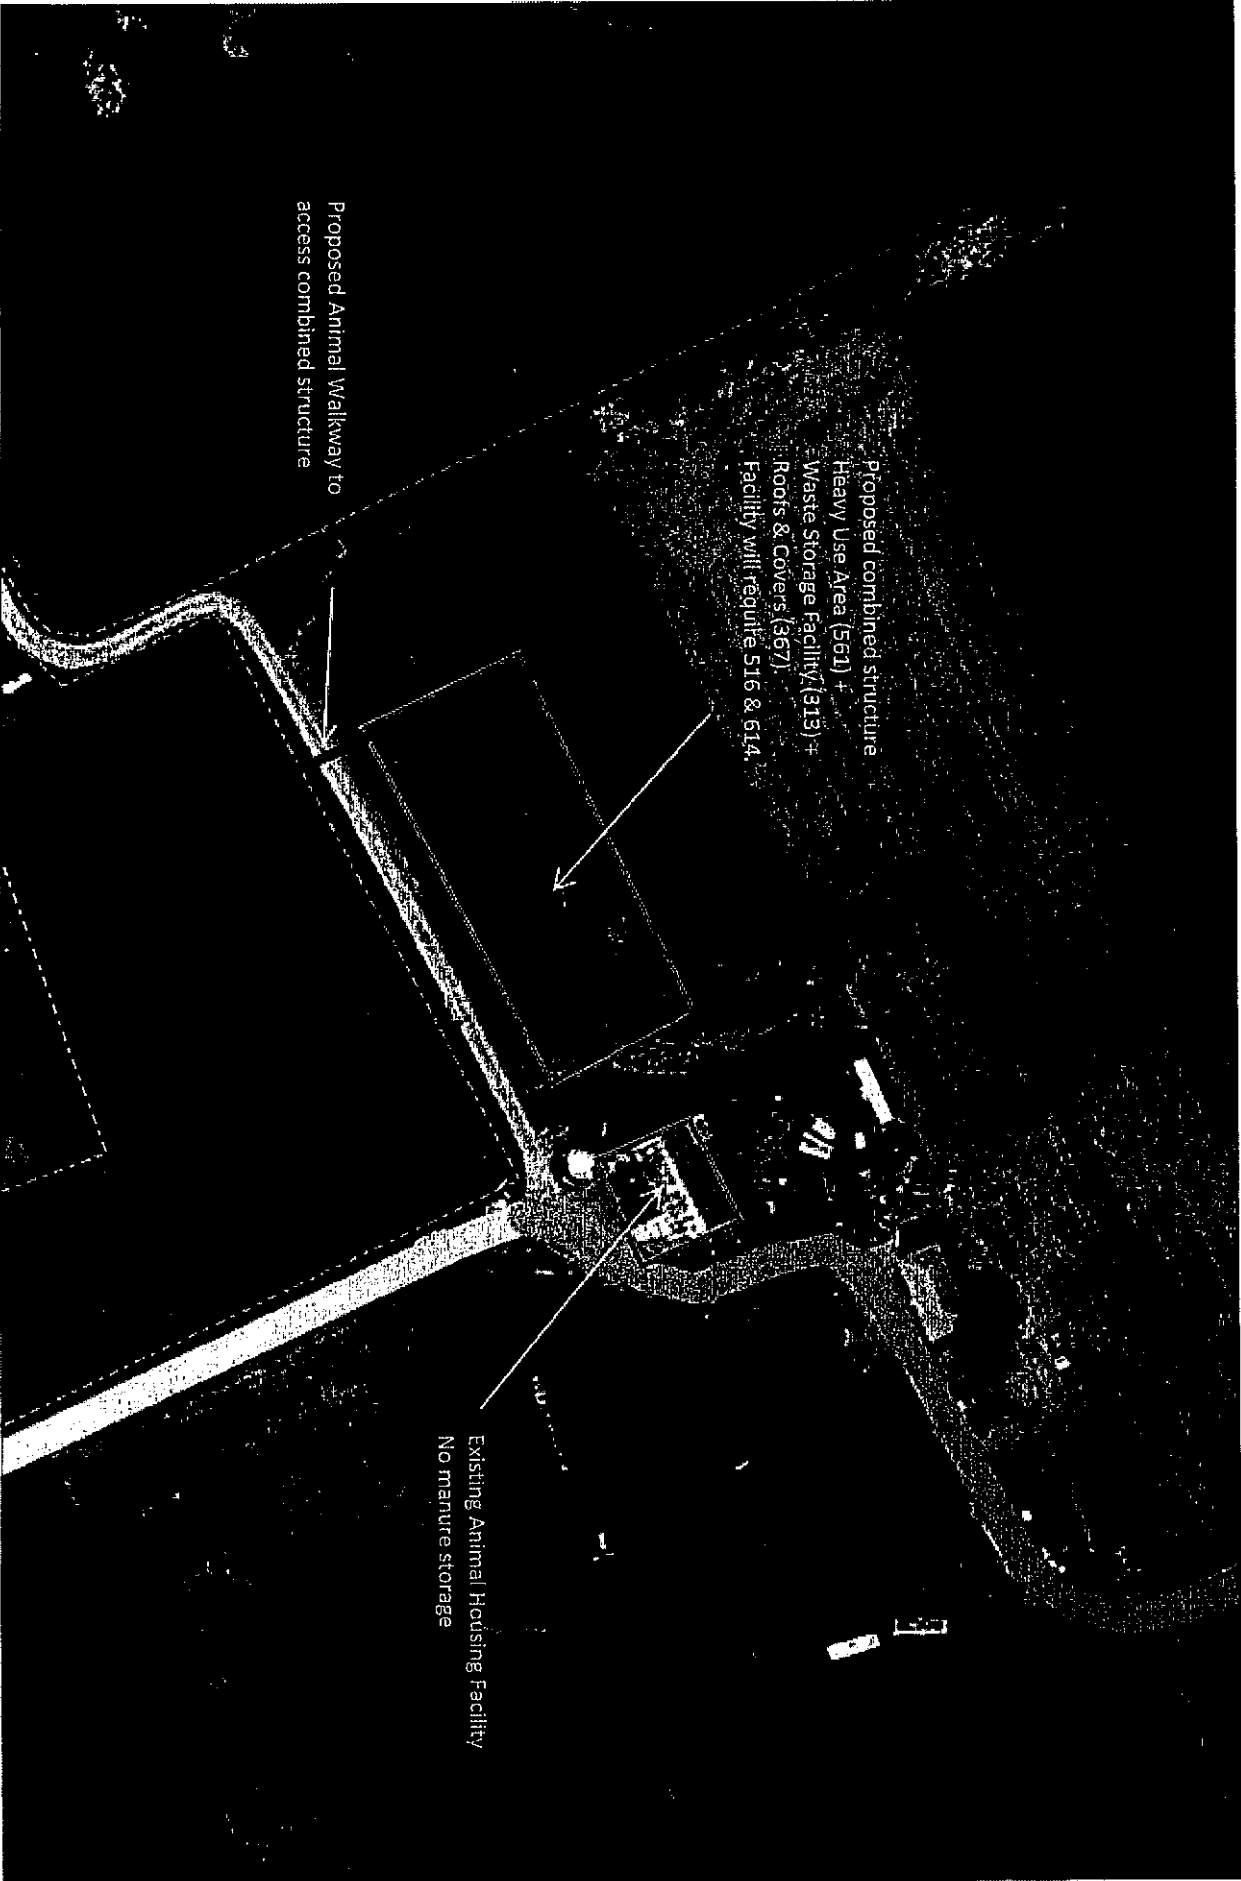 Proposed combined structure
Heavy Use Area (561) +
Waste Storage Facility (313) +
Roofs & Covers (367).
Facility will require 516 & 614.
Proposed Animal Walkway to
access combined structure
Existing Animal Housing Facility
No manure storage